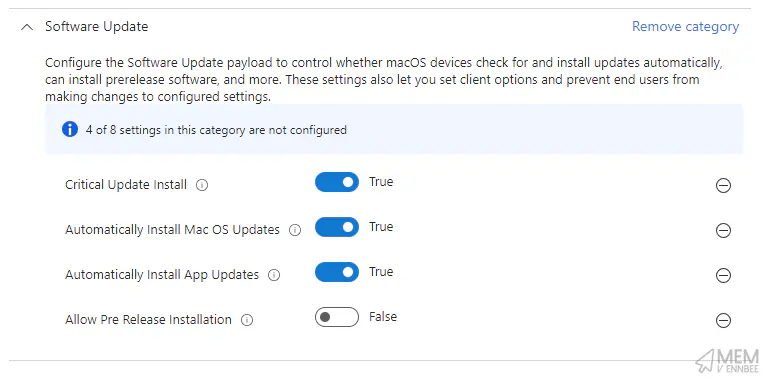 Software Update
Remove category
Configure the Software Update payload to control whether macOS devices check for and install updates automatically,
can install prerelease software, and more. These settings also let you set client options and prevent end users from
making changes to configured settings.
4 of 8 settings in this category are not configured
Critical Update Install
True
Automatically Install Mac OS Updates
True
Automatically Install App Updates
True
Allow Pre Release Installation
False
MEM
V ENNBEE